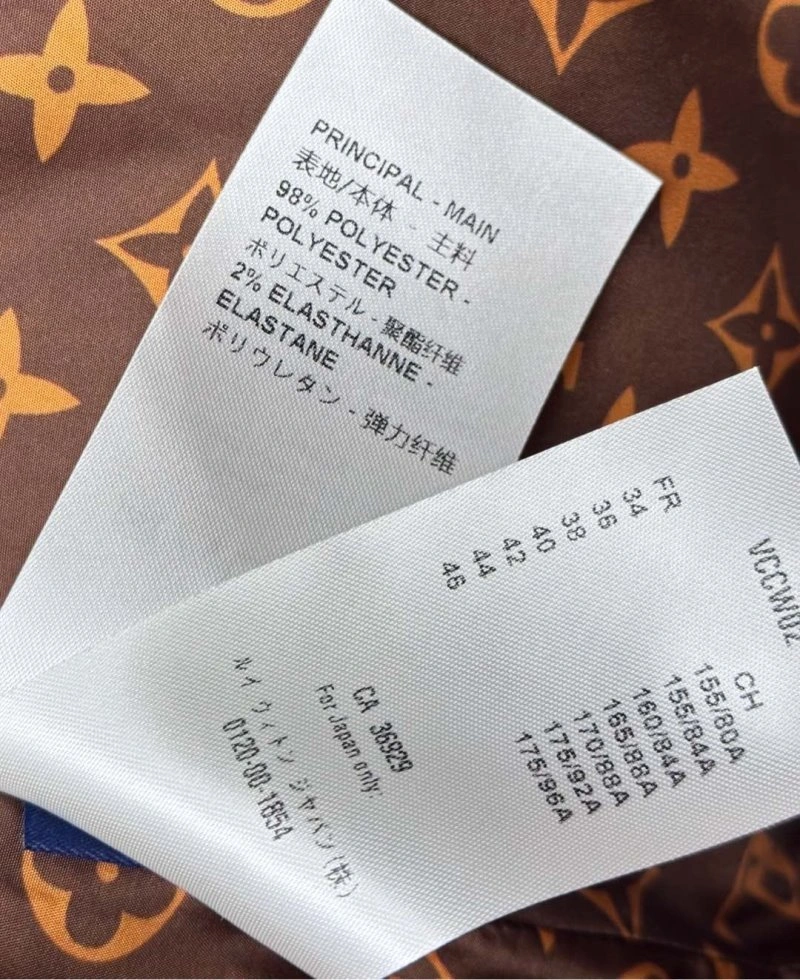 PRINCIPAL - MAIN
表地/本体 - 主料
98% POLYESTER -
POLYESTER
ポリエステル - 聚酯纤维
2% ELASTHANNE -
ELASTANE
ポリウレタン - 弹力纤维
VCCW02
FR CH
34 155/80A
36 155/84A
38 160/84A
40 165/88A
42 170/88A
44 175/92A
46 175/96A
CA 36929
For Japan only:
ルイ ヴィトン ジャパン(株)
0120-00-1854